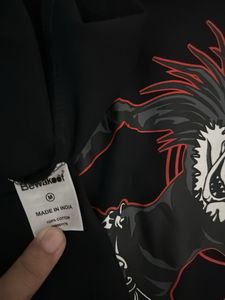 Bewakoof
M
MADE IN INDIA
100% COTTON